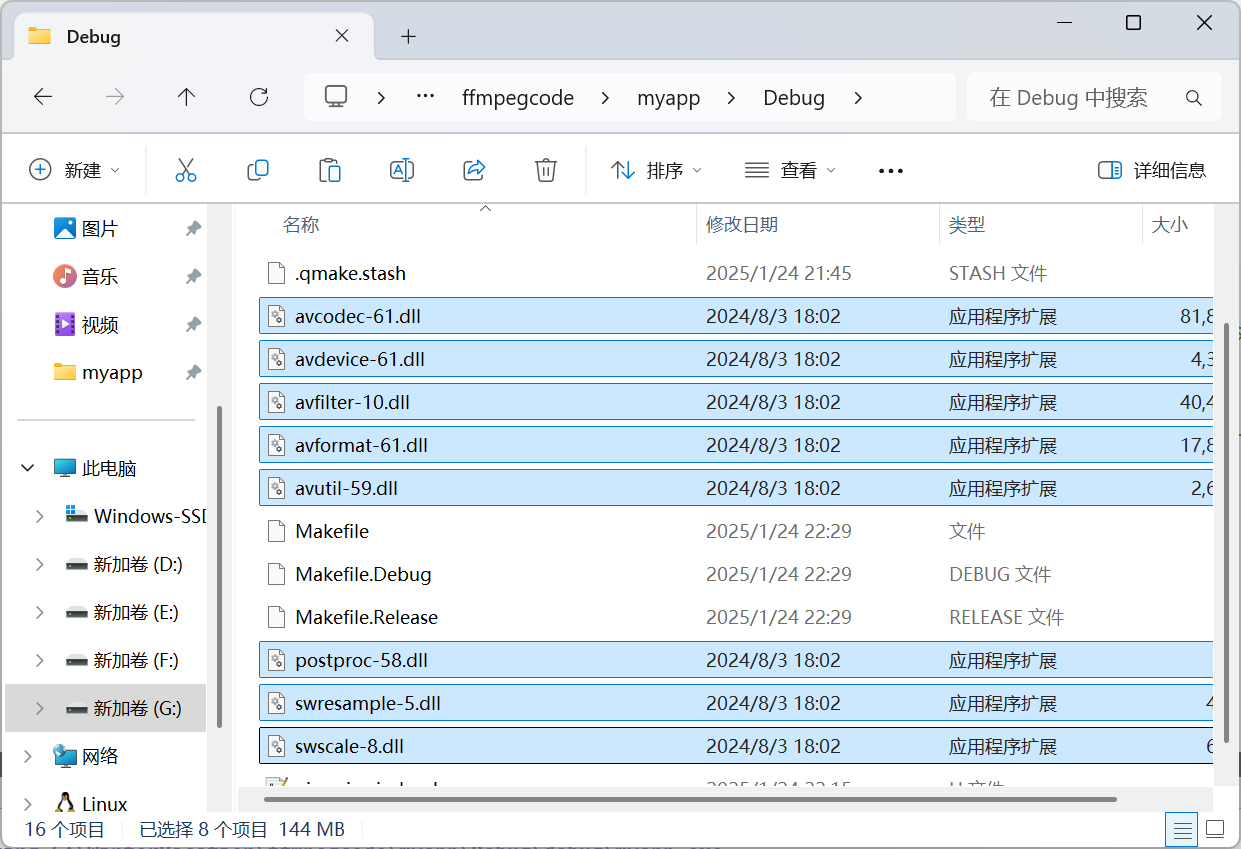 Debug
ffmpegcode
myapp
Debug
在 Debug 中搜索
新建
排序
查看
详细信息
图片
音乐
视频
myapp
此电脑
Windows-SSD
新加卷 (D:)
新加卷 (E:)
新加卷 (F:)
新加卷 (G:)
网络
Linux
名称 修改日期 类型 大小
.qmake.stash 2025/1/24 21:45 STASH 文件
avcodec-61.dll 2024/8/3 18:02 应用程序扩展 81,8
avdevice-61.dll 2024/8/3 18:02 应用程序扩展 4,3
avfilter-10.dll 2024/8/3 18:02 应用程序扩展 40,4
avformat-61.dll 2024/8/3 18:02 应用程序扩展 17,8
avutil-59.dll 2024/8/3 18:02 应用程序扩展 2,6
Makefile 2025/1/24 22:29 文件
Makefile.Debug 2025/1/24 22:29 DEBUG 文件
Makefile.Release 2025/1/24 22:29 RELEASE 文件
postproc-58.dll 2024/8/3 18:02 应用程序扩展
swresample-5.dll 2024/8/3 18:02 应用程序扩展 4
swscale-8.dll 2024/8/3 18:02 应用程序扩展 6
16 个项目 已选择 8 个项目 144 MB